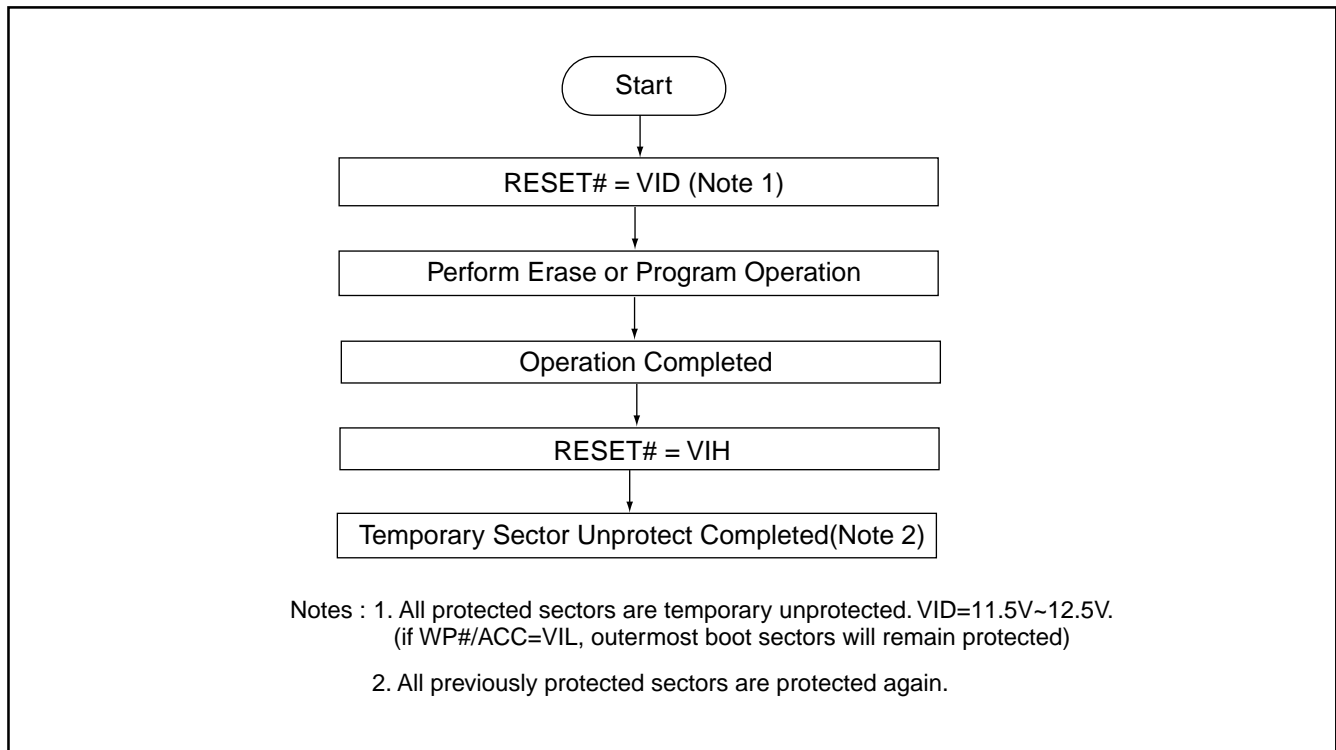 Start
RESET# = VID (Note 1)
Perform Erase or Program Operation
Operation Completed
RESET# = VIH
Temporary Sector Unprotect Completed(Note 2)
Notes : 1. All protected sectors are temporary unprotected. VID=11.5V~12.5V.
(if WP#/ACC=VIL, outermost boot sectors will remain protected)
2. All previously protected sectors are protected again.